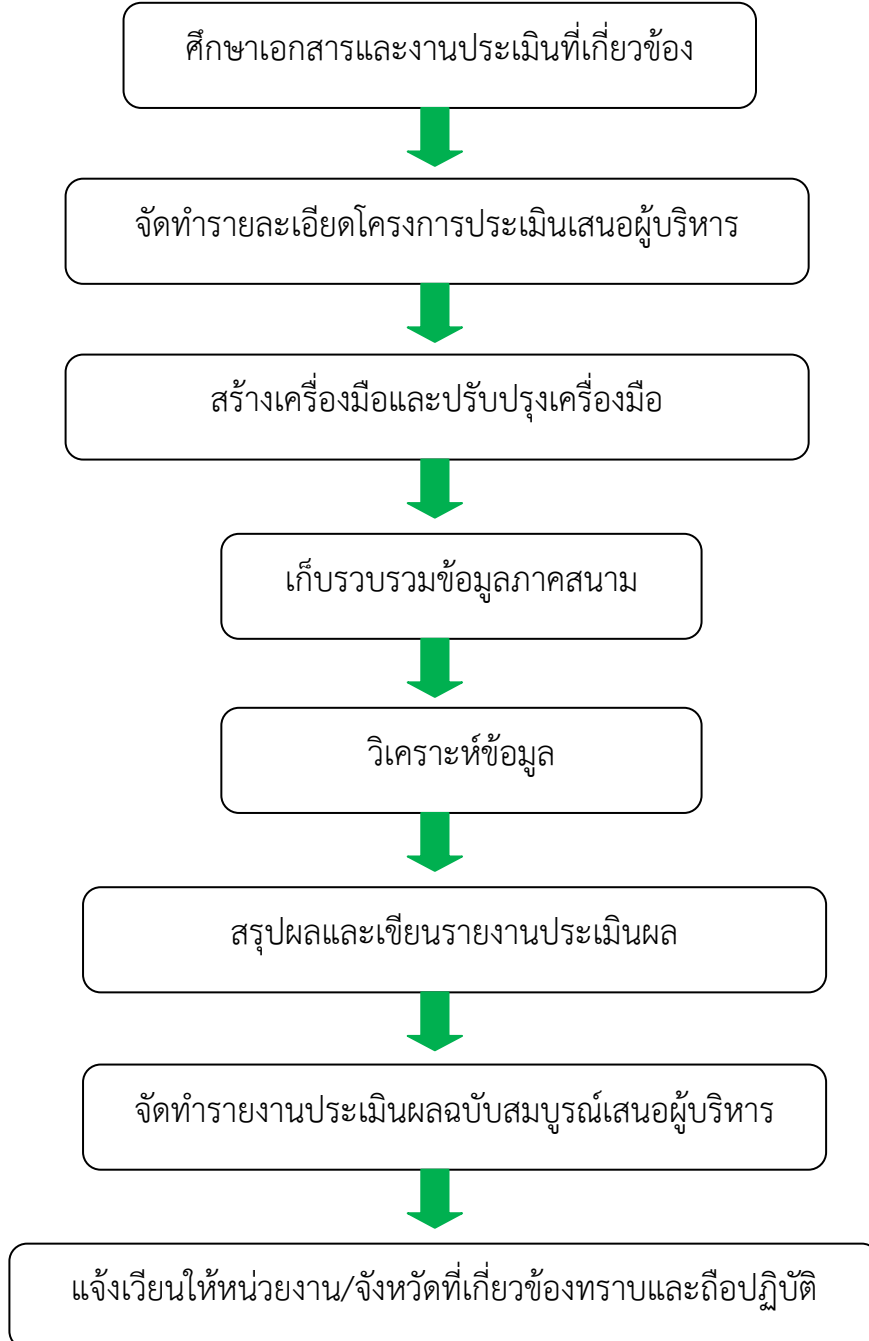 ศึกษาเอกสารและงานประเมินที่เกี่ยวข้อง
จัดทำรายละเอียดโครงการประเมินเสนอผู้บริหาร
สร้างเครื่องมือและปรับปรุงเครื่องมือ
เก็บรวบรวมข้อมูลภาคสนาม
วิเคราะห์ข้อมูล
สรุปผลและเขียนรายงานประเมินผล
จัดทำรายงานประเมินผลฉบับสมบูรณ์เสนอผู้บริหาร
แจ้งเวียนให้หน่วยงาน/จังหวัดที่เกี่ยวข้องทราบและถือปฏิบัติ